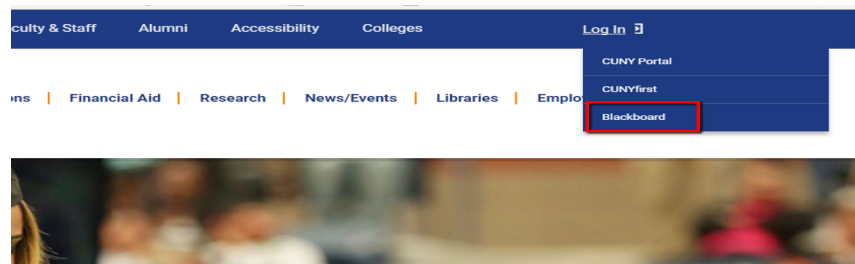 culty & Staff Alumni Accessibility Colleges Log In
CUNY Portal
CUNYfirst
Blackboard
ons | Financial Aid | Research | News/Events | Libraries | Emplo